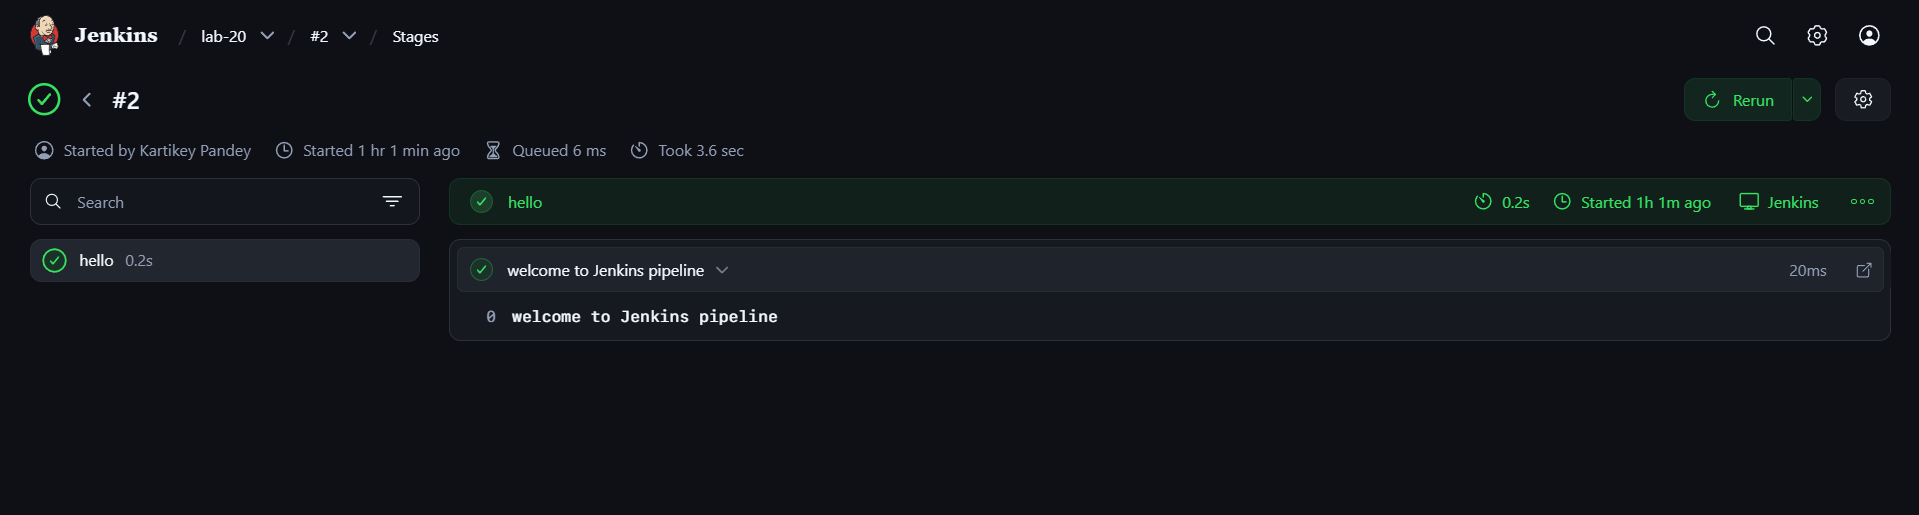 Jenkins / lab-20 / #2 / Stages
#2
Rerun
Started by Kartikey Pandey Started 1 hr 1 min ago Queued 6 ms Took 3.6 sec
Search
hello 0.2s Started 1h 1m ago Jenkins
hello 0.2s
welcome to Jenkins pipeline 20ms
0 welcome to Jenkins pipeline